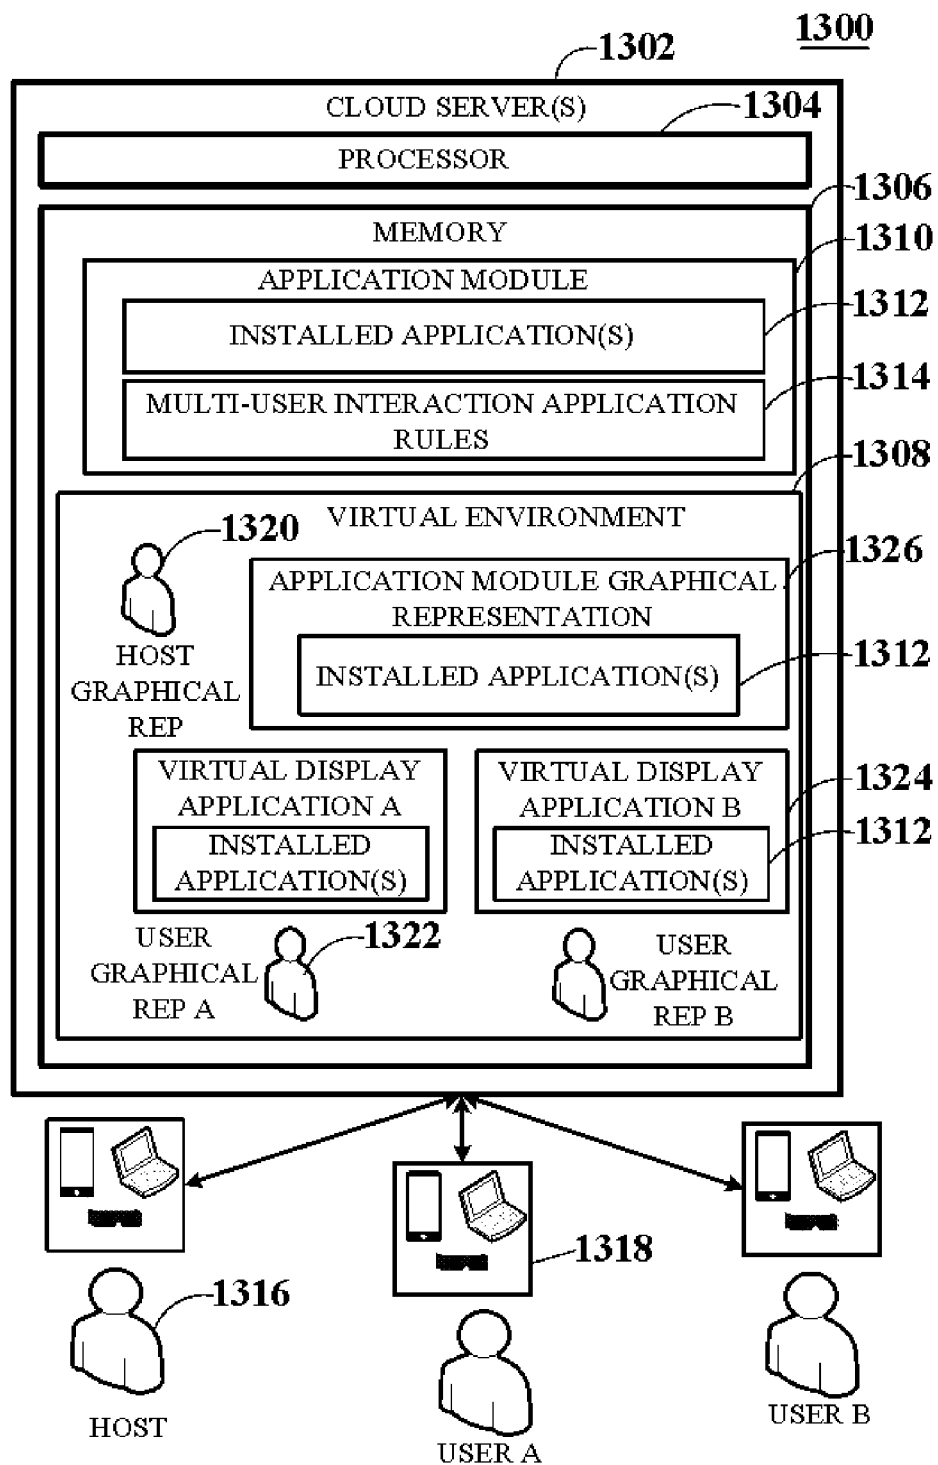 1300
1302
CLOUD SERVER(S)
1304
PROCESSOR
1306
MEMORY
1310
APPLICATION MODULE
1312
INSTALLED APPLICATION(S)
1314
MULTI-USER INTERACTION APPLICATION
RULES
1308
VIRTUAL ENVIRONMENT
1320
1326
APPLICATION MODULE GRAPHICAL
REPRESENTATION
HOST
GRAPHICAL
REP
1312
INSTALLED APPLICATION(S)
VIRTUAL DISPLAY
APPLICATION A
INSTALLED
APPLICATION(S)
VIRTUAL DISPLAY
APPLICATION B
1324
1312
INSTALLED
APPLICATION(S)
USER
GRAPHICAL
REP A
1322
USER
GRAPHICAL
REP B
1318
1316
HOST
USER A
USER B